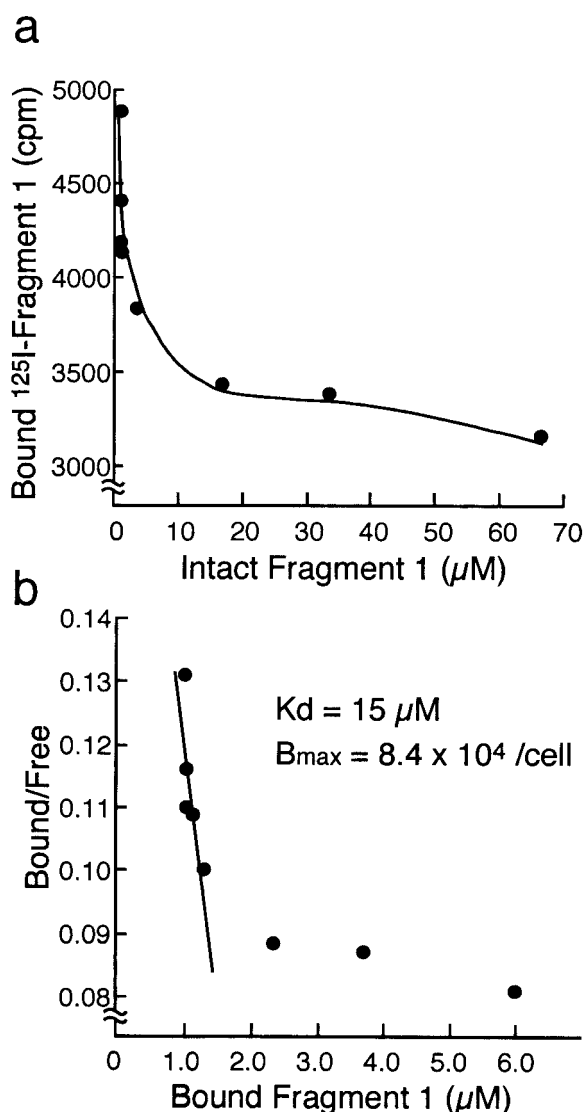 a
Bound 125I-Fragment 1 (cpm)
5000
4500
4000
3500
3000
0 10 20 30 40 50 60 70
Intact Fragment 1 (μM)
b
Bound/Free
0.14
0.13
0.12
0.11
0.10
0.09
0.08
Kd = 15 μM
Bmax = 8.4 x 10⁴ /cell
0 1.0 2.0 3.0 4.0 5.0 6.0
Bound Fragment 1 (μM)